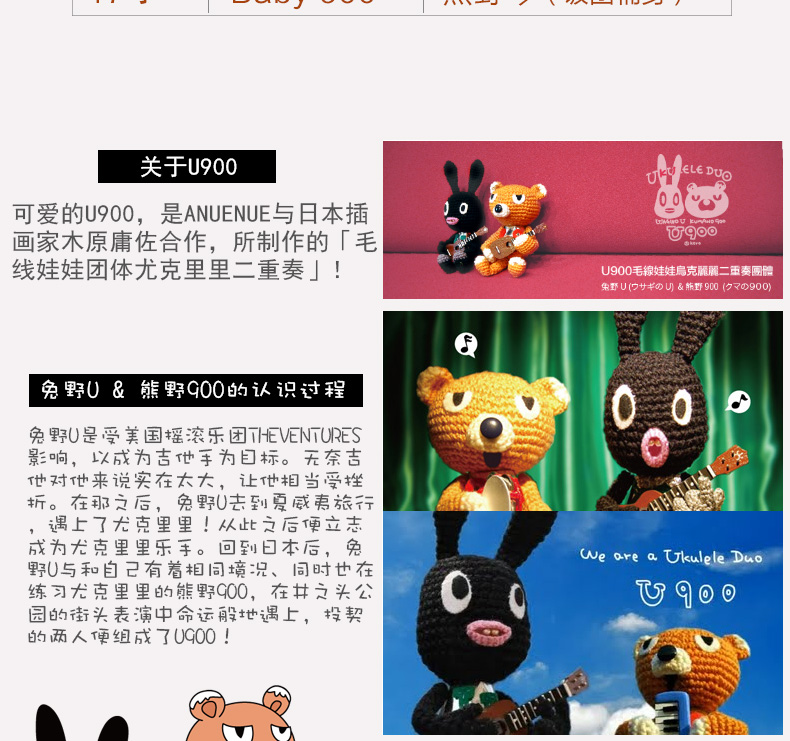 关于U900
可爱的U900，是ANUENUE与日本插
画家木原庸佐合作，所制作的「毛
线娃娃团体尤克里里二重奏」！
UKULELE DUO
U900
U900毛線娃娃烏克麗麗二重奏團體
兔野 U (ウサギのU) & 熊野 900 (クマの900)
兔野U & 熊野900的认识过程
兔野U是受美国摇滚乐团THEVENTURES
影响，以成为吉他手为目标。无奈吉
他对他来说实在太大，让他相当受挫
折。在那之后，兔野U去到夏威夷旅行
，遇上了尤克里里！从此之后便立志
成为尤克里里乐手。回到日本后，兔
野U与和自己有着相同境况、同时也在
练习尤克里里的熊野900，在井之头公
园的街头表演中命运般地遇上，投契
的两人便组成了U900！
We are a Ukulele Duo
U900